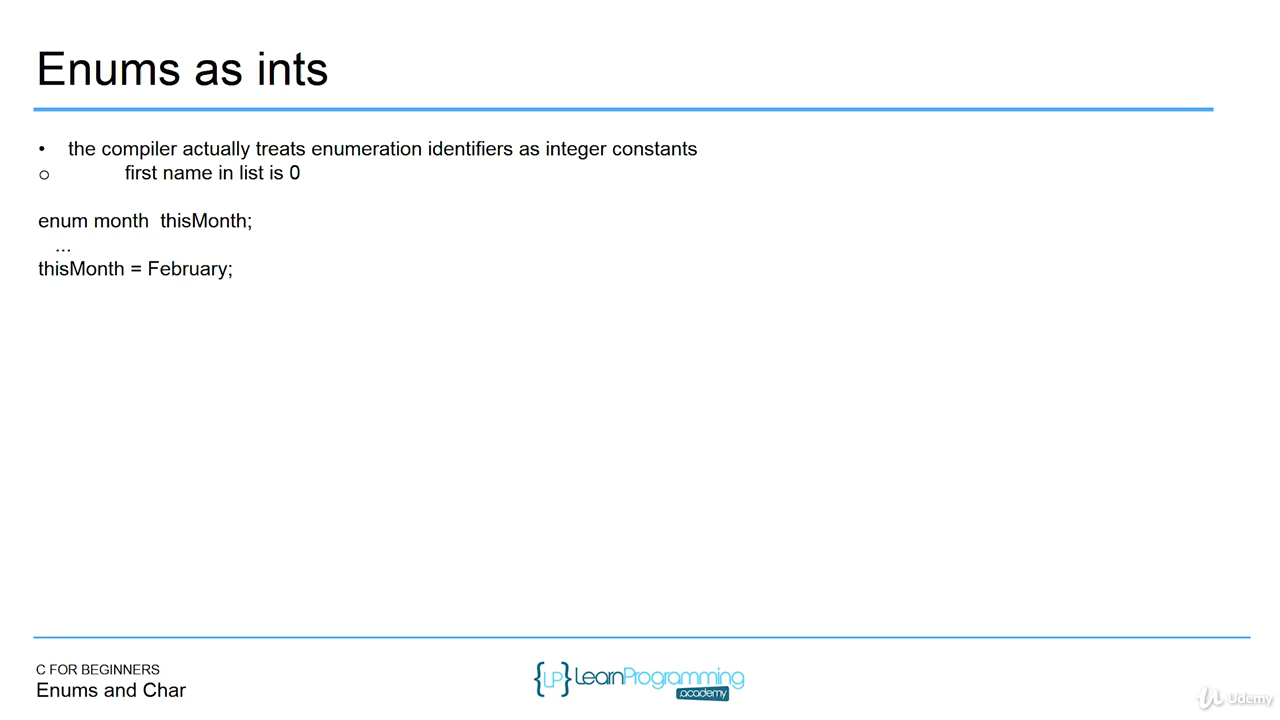 Enums as ints
• the compiler actually treats enumeration identifiers as integer constants
o first name in list is 0
enum month thisMonth;
...
thisMonth = February;
C FOR BEGINNERS
Enums and Char
{LP} LearnProgramming
.academy
Udemy